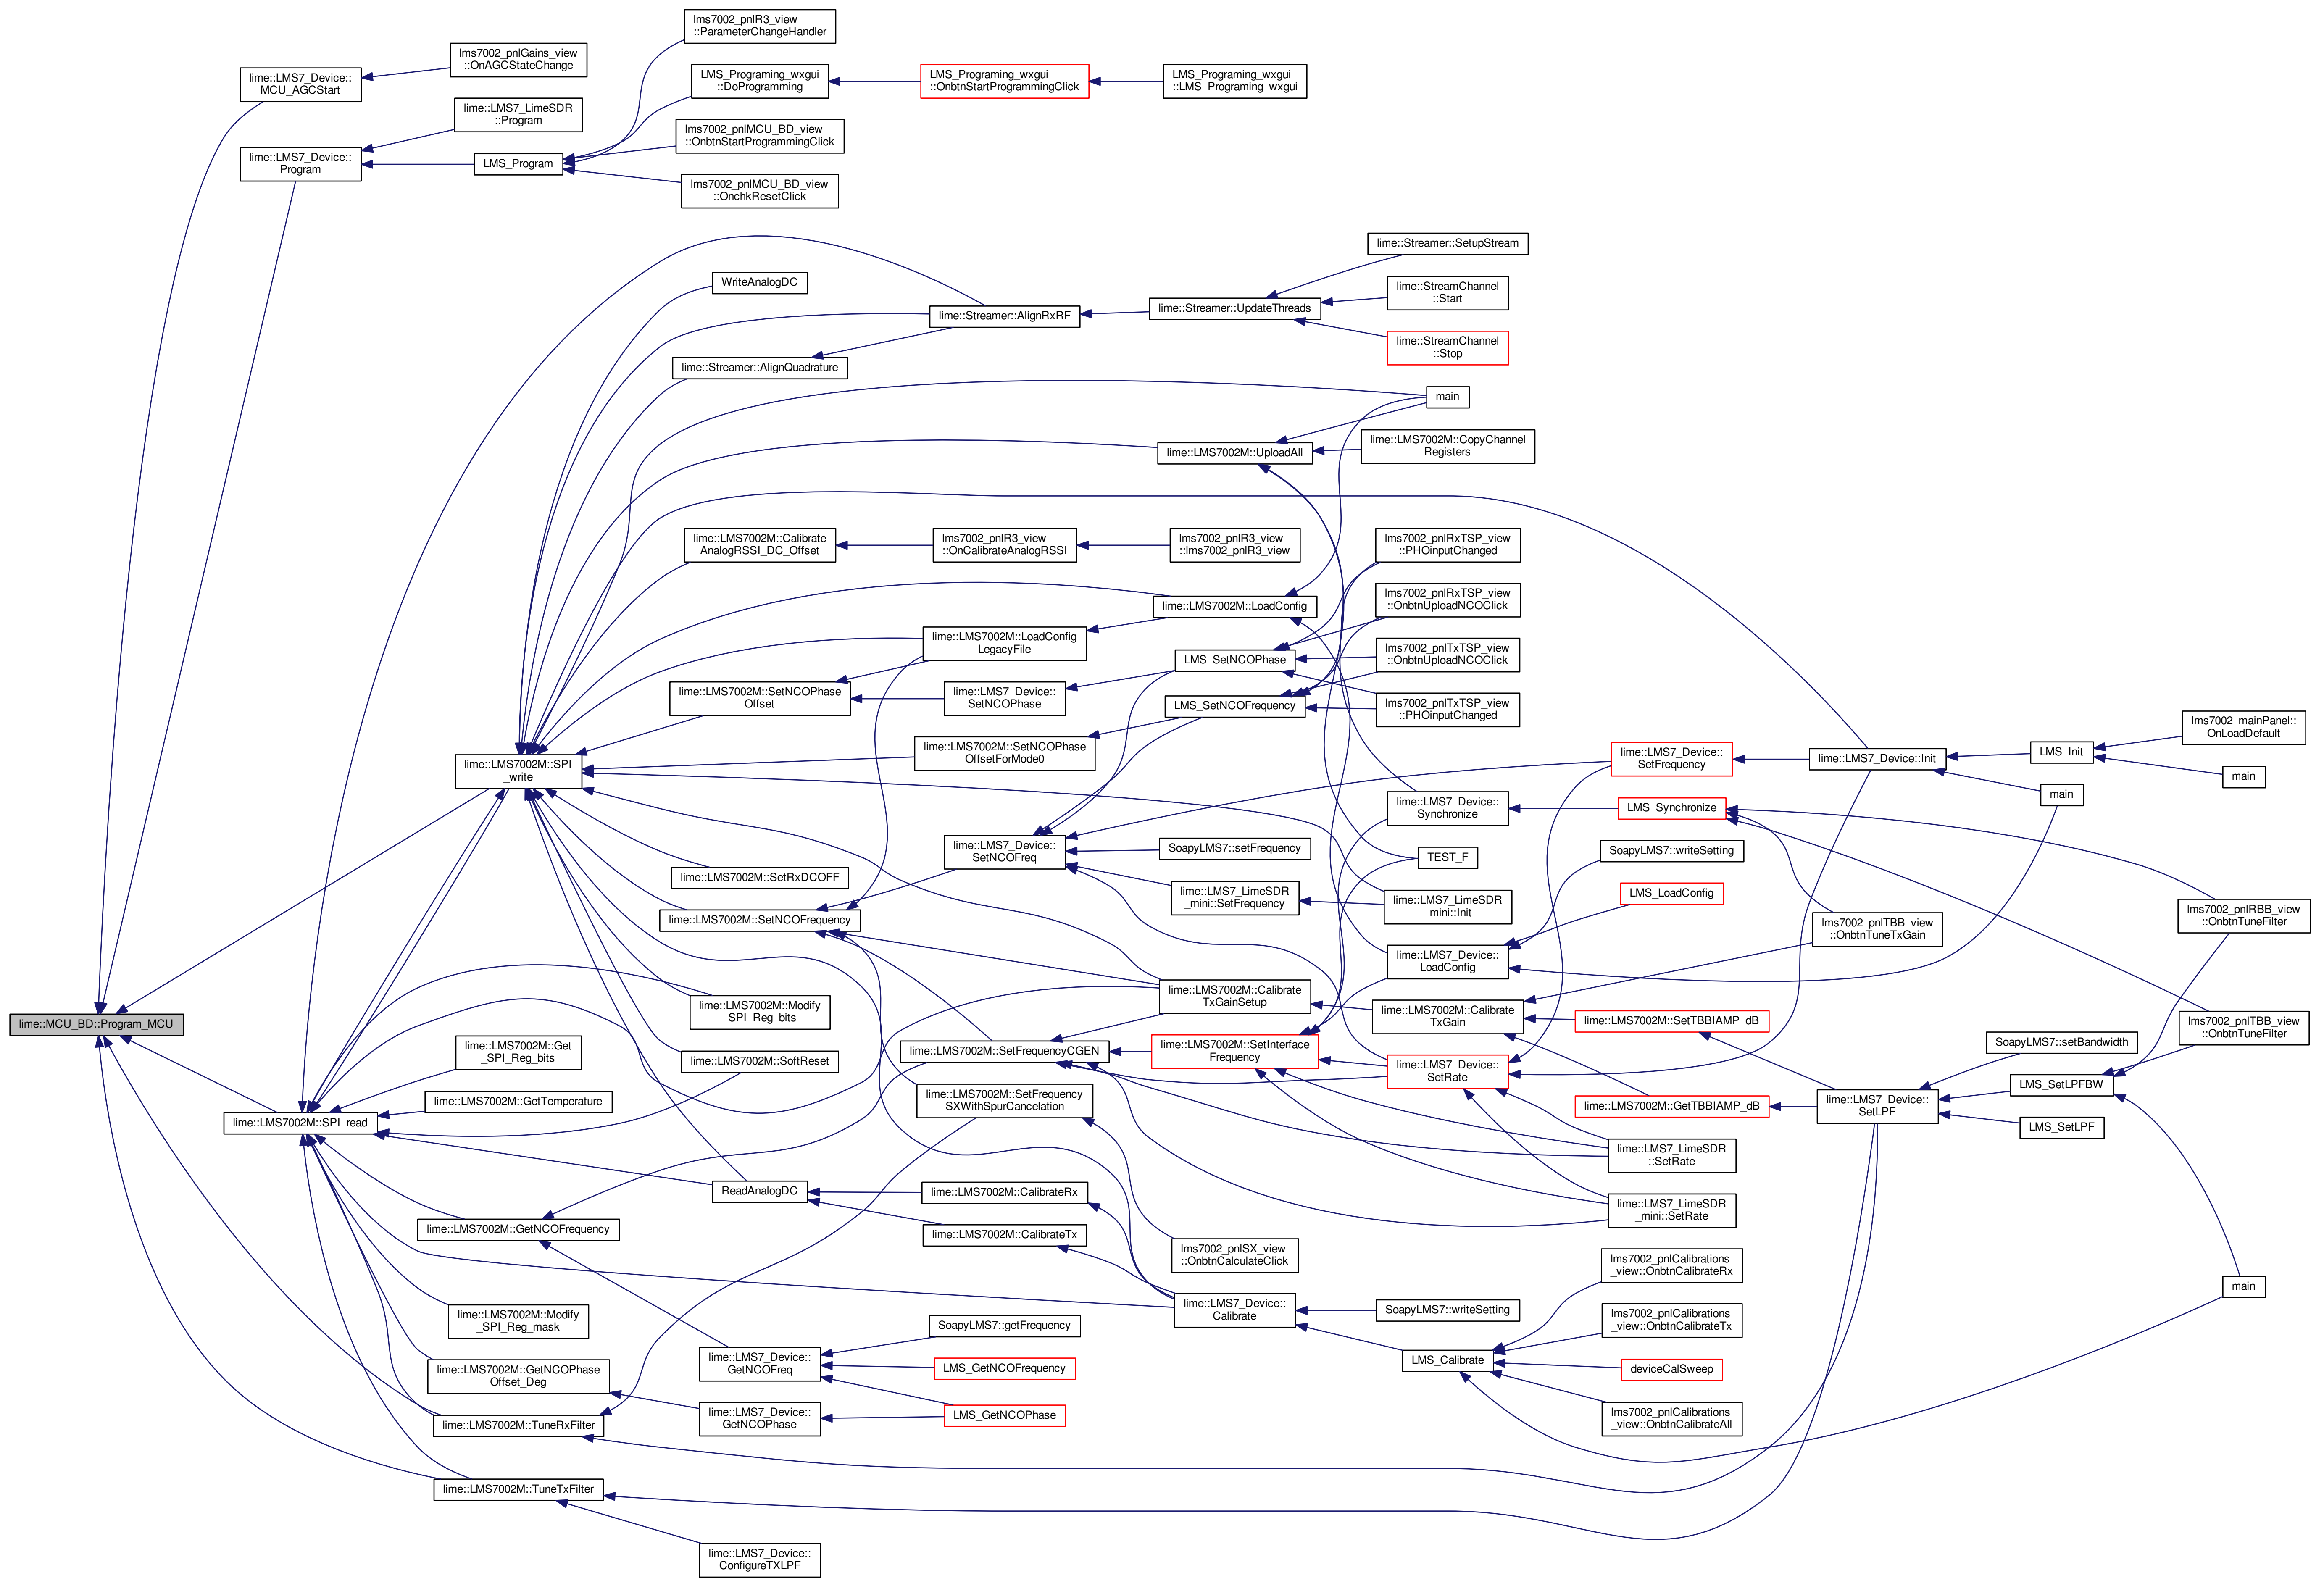 lms7002_pnlR3_view
::ParameterChangeHandler
lms7002_pnlGains_view
::OnAGCStateChange
lime::LMS7_Device::
MCU_AGCStart
LMS_Programing_wxgui
::DoProgramming
LMS_Programing_wxgui
::OnbtnStartProgrammingClick
LMS_Programing_wxgui
::LMS_Programing_wxgui
lime::LMS7_LimeSDR
::Program
lms7002_pnlMCU_BD_view
::OnbtnStartProgrammingClick
lime::LMS7_Device::
Program
LMS_Program
lms7002_pnlMCU_BD_view
::OnchkResetClick
lime::Streamer::SetupStream
WriteAnalogDC
lime::StreamChannel
::Start
lime::Streamer::AlignRxRF
lime::Streamer::UpdateThreads
lime::StreamChannel
::Stop
lime::Streamer::AlignQuadrature
main
lime::LMS7002M::UploadAll
lime::LMS7002M::CopyChannel
Registers
lime::LMS7002M::Calibrate
AnalogRSSI_DC_Offset
lms7002_pnlR3_view
::OnCalibrateAnalogRSSI
lms7002_pnlR3_view
::lms7002_pnlR3_view
lms7002_pnlRxTSP_view
::PHOinputChanged
lime::LMS7002M::LoadConfig
lms7002_pnlRxTSP_view
::OnbtnUploadNCOClick
lime::LMS7002M::LoadConfig
LegacyFile
LMS_SetNCOPhase
lms7002_pnlTxTSP_view
::OnbtnUploadNCOClick
lime::LMS7002M::SetNCOPhase
Offset
lime::LMS7_Device::
SetNCOPhase
LMS_SetNCOFrequency
lms7002_pnlTxTSP_view
::PHOinputChanged
lime::LMS7002M::SPI
_write
lime::LMS7002M::SetNCOPhase
OffsetForMode0
lime::LMS7_Device::
SetFrequency
lime::LMS7_Device::Init
LMS_Init
lms7002_mainPanel::
OnLoadDefault
main
main
lime::LMS7_Device::
Synchronize
LMS_Synchronize
lime::LMS7_Device::
SetNCOFreq
SoapyLMS7::setFrequency
TEST_F
SoapyLMS7::writeSetting
lime::LMS7002M::SetRxDCOFF
lime::LMS7_LimeSDR
_mini::SetFrequency
lime::LMS7_LimeSDR
_mini::Init
LMS_LoadConfig
lime::LMS7002M::SetNCOFrequency
lms7002_pnlTBB_view
::OnbtnTuneTxGain
lms7002_pnlRBB_view
::OnbtnTuneFilter
lime::LMS7_Device::
LoadConfig
lime::LMS7002M::Modify
_SPI_Reg_bits
lime::LMS7002M::Calibrate
TxGainSetup
lime::LMS7002M::Calibrate
TxGain
lime::LMS7002M::SetTBBIAMP_dB
lms7002_pnlTBB_view
::OnbtnTuneFilter
lime::MCU_BD::Program_MCU
lime::LMS7002M::Get
_SPI_Reg_bits
lime::LMS7002M::SoftReset
lime::LMS7002M::SetFrequencyCGEN
lime::LMS7002M::SetInterface
Frequency
lime::LMS7_Device::
SetRate
SoapyLMS7::setBandwidth
LMS_SetLPFBW
lime::LMS7002M::GetTemperature
lime::LMS7002M::SetFrequency
SXWithSpurCancelation
lime::LMS7002M::GetTBBIAMP_dB
lime::LMS7_Device::
SetLPF
LMS_SetLPF
lime::LMS7002M::SPI_read
lime::LMS7_LimeSDR
::SetRate
ReadAnalogDC
lime::LMS7002M::CalibrateRx
lime::LMS7_LimeSDR
_mini::SetRate
lime::LMS7002M::GetNCOFrequency
lime::LMS7002M::CalibrateTx
lms7002_pnlSX_view
::OnbtnCalculateClick
lms7002_pnlCalibrations
_view::OnbtnCalibrateRx
main
lime::LMS7002M::Modify
_SPI_Reg_mask
lime::LMS7_Device::
Calibrate
SoapyLMS7::writeSetting
lms7002_pnlCalibrations
_view::OnbtnCalibrateTx
SoapyLMS7::getFrequency
lime::LMS7_Device::
GetNCOFreq
LMS_GetNCOFrequency
LMS_Calibrate
deviceCalSweep
lime::LMS7002M::GetNCOPhase
Offset_Deg
lime::LMS7_Device::
GetNCOPhase
LMS_GetNCOPhase
lms7002_pnlCalibrations
_view::OnbtnCalibrateAll
lime::LMS7002M::TuneRxFilter
lime::LMS7002M::TuneTxFilter
lime::LMS7_Device::
ConfigureTXLPF